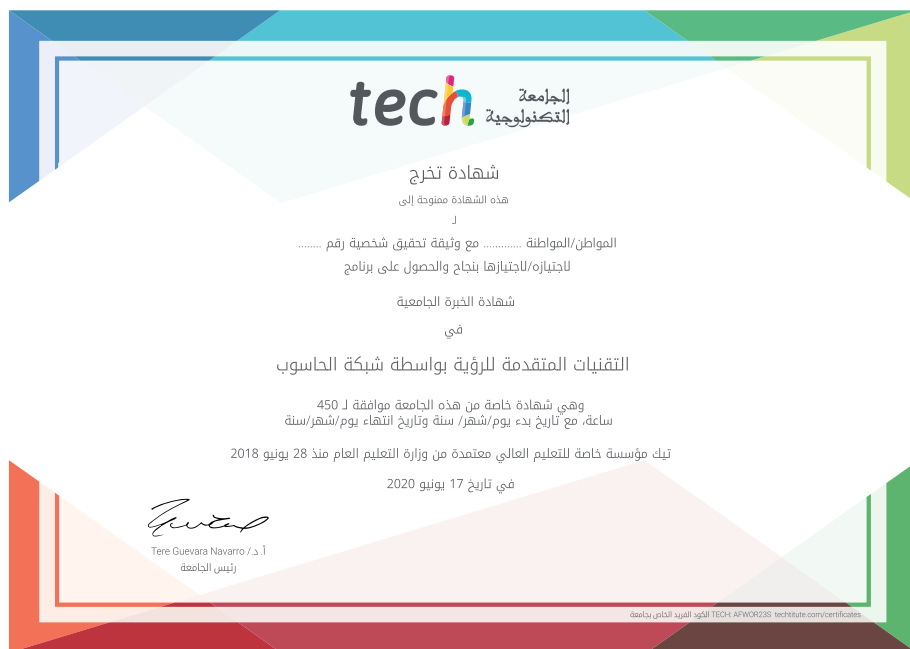 tech الجامعة
التكنولوجية
شهادة تخرج
هذه الشهادة ممنوحة إلى
لـ
المواطن/المواطنة ............ مع وثيقة تحقيق شخصية رقم ........
لاجتيازه/لاجتيازها بنجاح والحصول على برنامج
شهادة الخبرة الجامعية
في
التقنيات المتقدمة للرؤية بواسطة شبكة الحاسوب
وهي شهادة خاصة من هذه الجامعة موافقة لـ 450
ساعة، مع تاريخ بدء يوم/شهر/ سنة وتاريخ انتهاء يوم/شهر/سنة
تيك مؤسسة خاصة للتعليم العالي معتمدة من وزارة التعليم العام منذ 28 يونيو 2018
في تاريخ 17 يونيو 2020
أ. د./ Tere Guevara Navarro
رئيس الجامعة
الكود الفريد الخاص بجامعة TECH: AFWOR23S techtitute.com/certificates